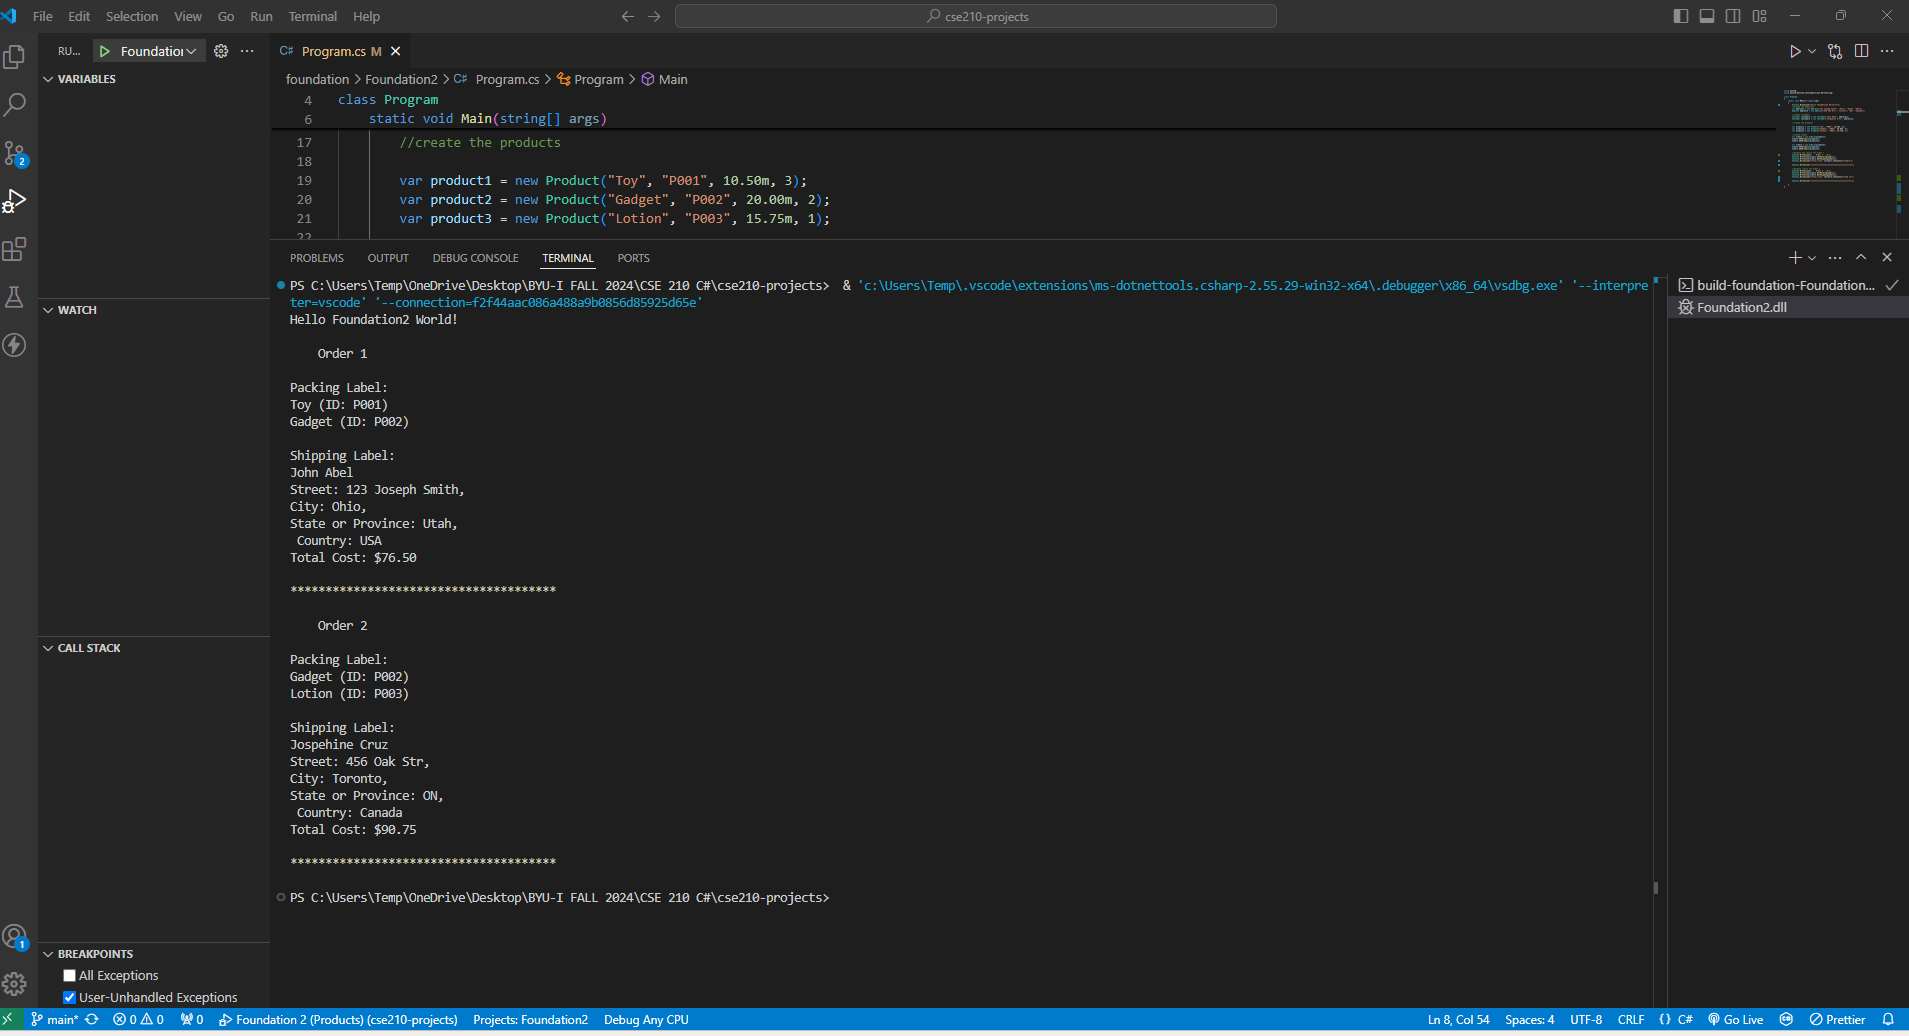 File Edit Selection View Go Run Terminal Help
cse210-projects
RU... Foundation
Program.cs M
foundation > Foundation2 > C# Program.cs > Program > Main
VARIABLES
WATCH
CALL STACK
BREAKPOINTS
All Exceptions
User-Unhandled Exceptions
4 class Program
6 static void Main(string[] args)
17 //create the products
18
19 var product1 = new Product("Toy", "P001", 10.50m, 3);
20 var product2 = new Product("Gadget", "P002", 20.00m, 2);
21 var product3 = new Product("Lotion", "P003", 15.75m, 1);
22
PROBLEMS OUTPUT DEBUG CONSOLE TERMINAL PORTS
PS C:\Users\Temp\OneDrive\Desktop\BYU-I FALL 2024\CSE 210 C#\cse210-projects> & 'c:\Users\Temp\.vscode\extensions\ms-dotnettools.csharp-2.55.29-win32-x64\.debugger\x86_64\vsdbg.exe' '--interpre
ter=vscode' '--connection=f2f44aac086a488a9b0856d85925d65e'
Hello Foundation2 World!
Order 1
Packing Label:
Toy (ID: P001)
Gadget (ID: P002)
Shipping Label:
John Abel
Street: 123 Joseph Smith,
City: Ohio,
State or Province: Utah,
Country: USA
Total Cost: $76.50
**************************************
Order 2
Packing Label:
Gadget (ID: P002)
Lotion (ID: P003)
Shipping Label:
Jospehine Cruz
Street: 456 Oak Str,
City: Toronto,
State or Province: ON,
Country: Canada
Total Cost: $90.75
**************************************
PS C:\Users\Temp\OneDrive\Desktop\BYU-I FALL 2024\CSE 210 C#\cse210-projects>
build-foundation-Foundation...
Foundation2.dll
2
1
main* 0 0 0 Foundation 2 (Products) (cse210-projects) Projects: Foundation2 Debug Any CPU
Ln 8, Col 54 Spaces: 4 UTF-8 CRLF {} C# Go Live Prettier